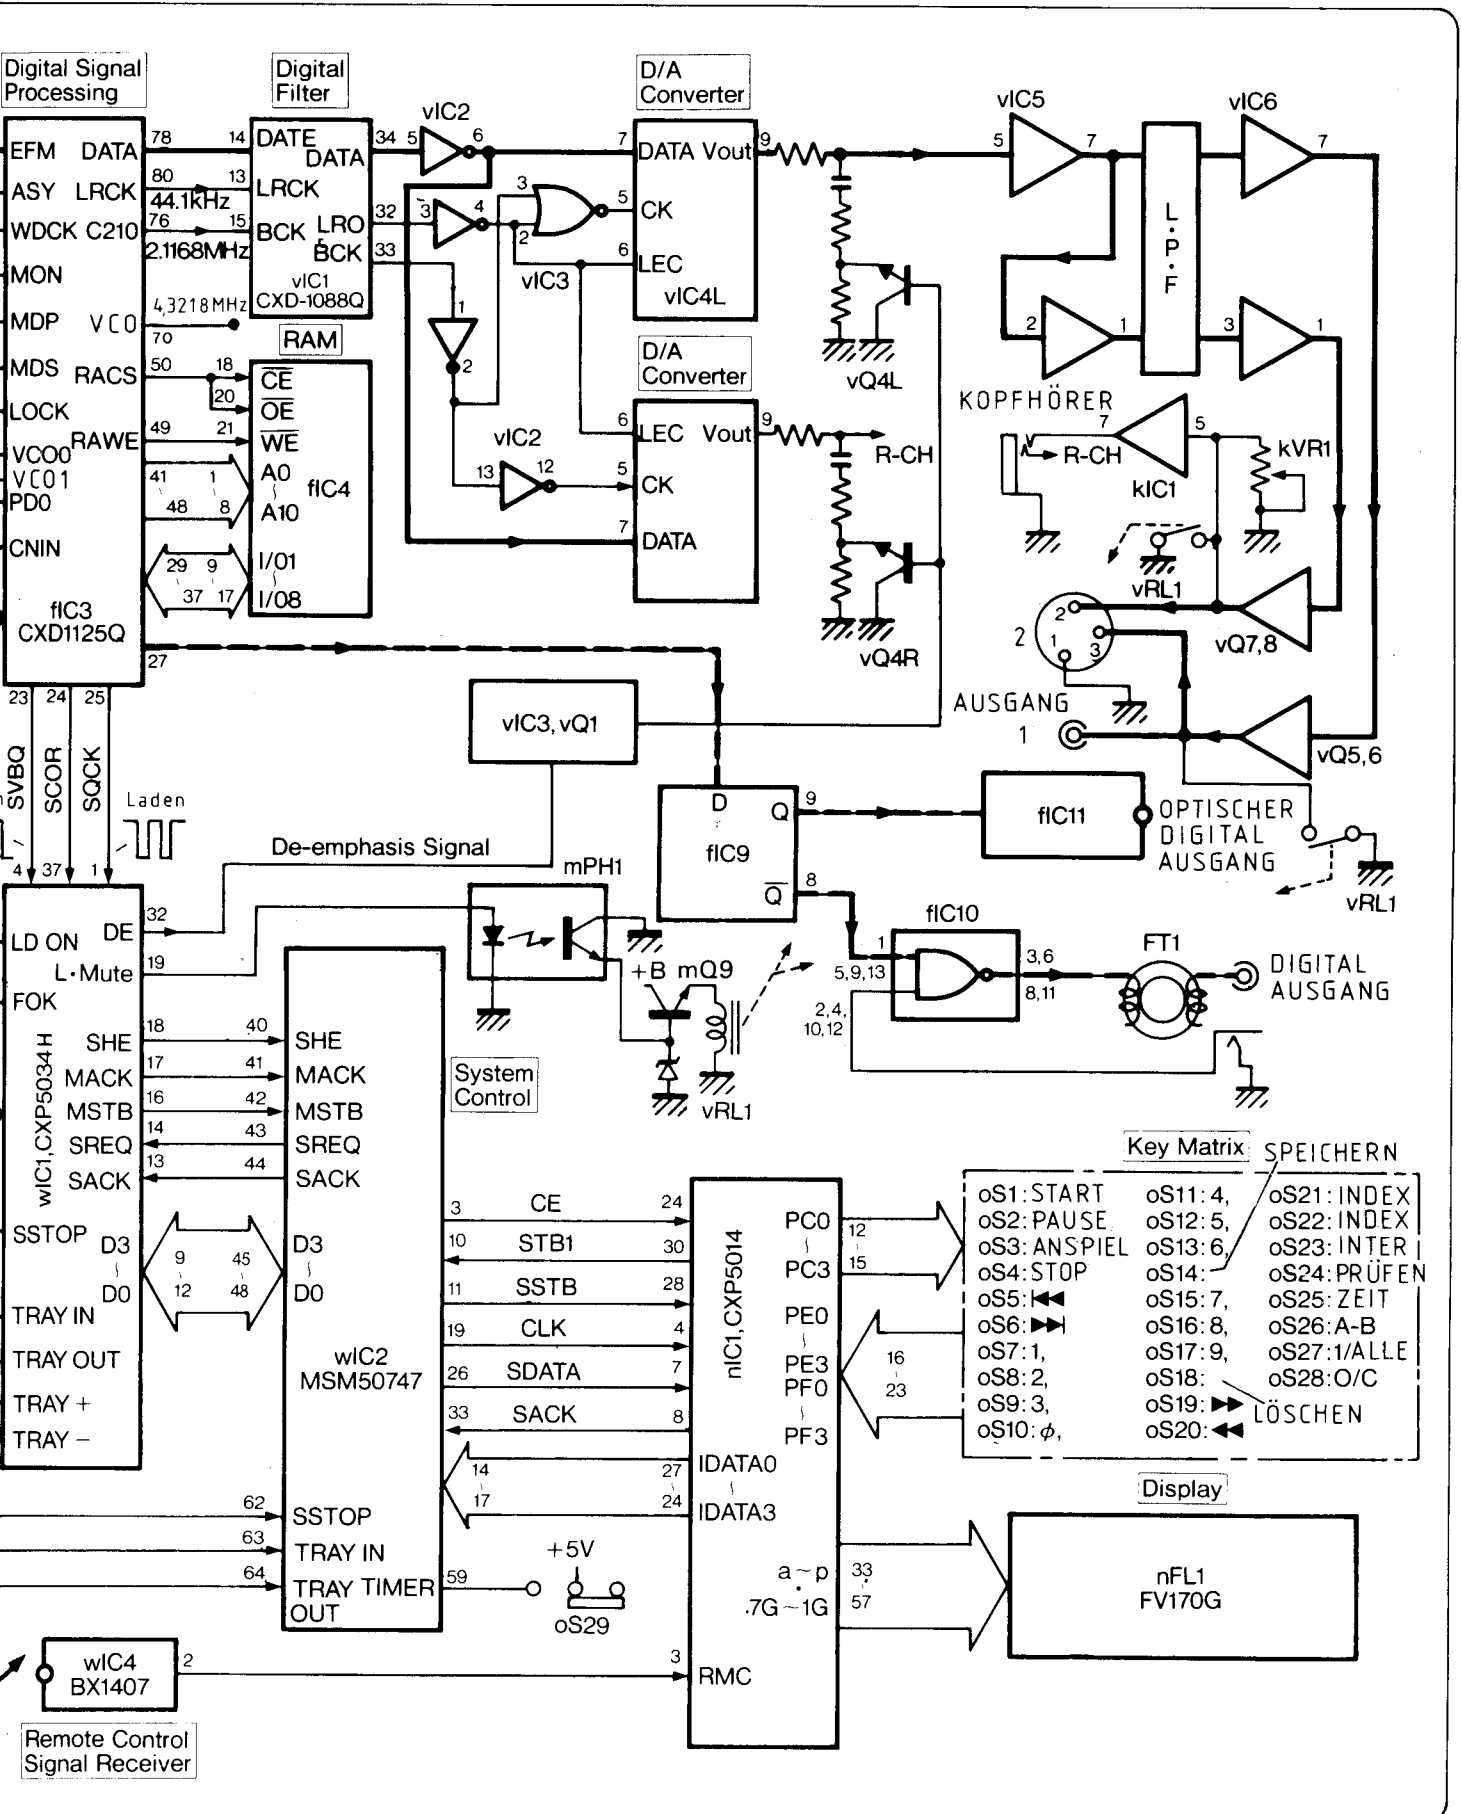 Digital Signal
Processing
Digital
Filter
D/A
Converter
vIC2
vIC5
vIC6
EFM DATA
ASY LRCK
WDCK C210
MON
MDP VCO
MDS RACS
LOCK
RAWE
VCO0
VCO1
PD0
CNIN
fIC3
CXD1125Q
78 14
80 13
44.1kHz
76 15
2.1168MHz
4,3218MHz
70
50 18
20
49 21
41 1
48 8
29 9
37 17
27
DATE
DATA
LRCK
LRO
BCK
BCK
vIC1
CXD-1088Q
34 5 6
32 3 4
33
1
2
3
2
5
6
7
vIC3
DATA Vout
CK
LEC
vIC4L
9
RAM
CE
OE
WE
A0
A10
fIC4
I/01
I/08
D/A
Converter
LEC Vout
CK
DATA
6
5
7
9
vIC2
13 12
R-CH
vQ4L
vQ4R
5 7
2 1
L.P.F
7
3 1
KOPFHÖRER
7 5
R-CH
kIC1
kVR1
vRL1
2
1
3
2
vQ7,8
AUSGANG
1
vQ5,6
vIC3,vQ1
23 24 25
SVBQ
SCOR
SQCK
Laden
4 37 1
De-emphasis Signal
mPH1
D
Q
Q
fIC9
9
8
fIC11
OPTISCHER
DIGITAL
AUSGANG
vRL1
fIC10
1
5,9,13
2,4,
10,12
3,6
8,11
FT1
DIGITAL
AUSGANG
+B mQ9
vRL1
LD ON DE
L·Mute
FOK
SHE
MACK
MSTB
SREQ
SACK
SSTOP
D3
D0
TRAY IN
TRAY OUT
TRAY +
TRAY −
wIC1,CXP5034H
32
19
18 40
17 41
16 42
14 43
13 44
9 45
12 48
62
63
64
SHE
MACK
MSTB
SREQ
SACK
D3
D0
wIC2
MSM50747
SSTOP
TRAY IN
TRAY TIMER
OUT
System
Control
3 CE 24
10 STB1 30
11 SSTB 28
19 CLK 4
26 SDATA 7
33 SACK 8
14 27
17 24
59
+5V
oS29
nIC1,CXP5014
PC0
PC3
PE0
PE3
PF0
PF3
IDATA0
IDATA3
a~p
.7G~1G
RMC
12
15
16
23
33
57
3
Key Matrix
SPEICHERN
oS1:START oS11:4, oS21:INDEX
oS2:PAUSE oS12:5, oS22:INDEX
oS3:ANSPIEL oS13:6, oS23:INTER
oS4:STOP oS14: oS24:PRÜFEN
oS5:⏮ oS15:7, oS25:ZEIT
oS6:⏭ oS16:8, oS26:A-B
oS7:1, oS17:9, oS27:1/ALLE
oS8:2, oS18: oS28:O/C
oS9:3, oS19:▶▶ LÖSCHEN
oS10:ϕ, oS20:◀◀
Display
nFL1
FV170G
wIC4
BX1407
2
Remote Control
Signal Receiver